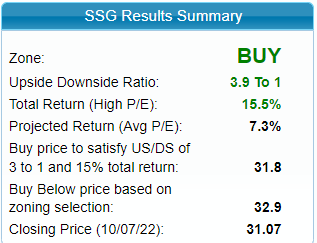 SSG Results Summary
Zone: BUY
Upside Downside Ratio: 3.9 To 1
Total Return (High P/E): 15.5%
Projected Return (Avg P/E): 7.3%
Buy price to satisfy US/DS of
3 to 1 and 15% total return: 31.8
Buy Below price based on
zoning selection: 32.9
Closing Price (10/07/22): 31.07